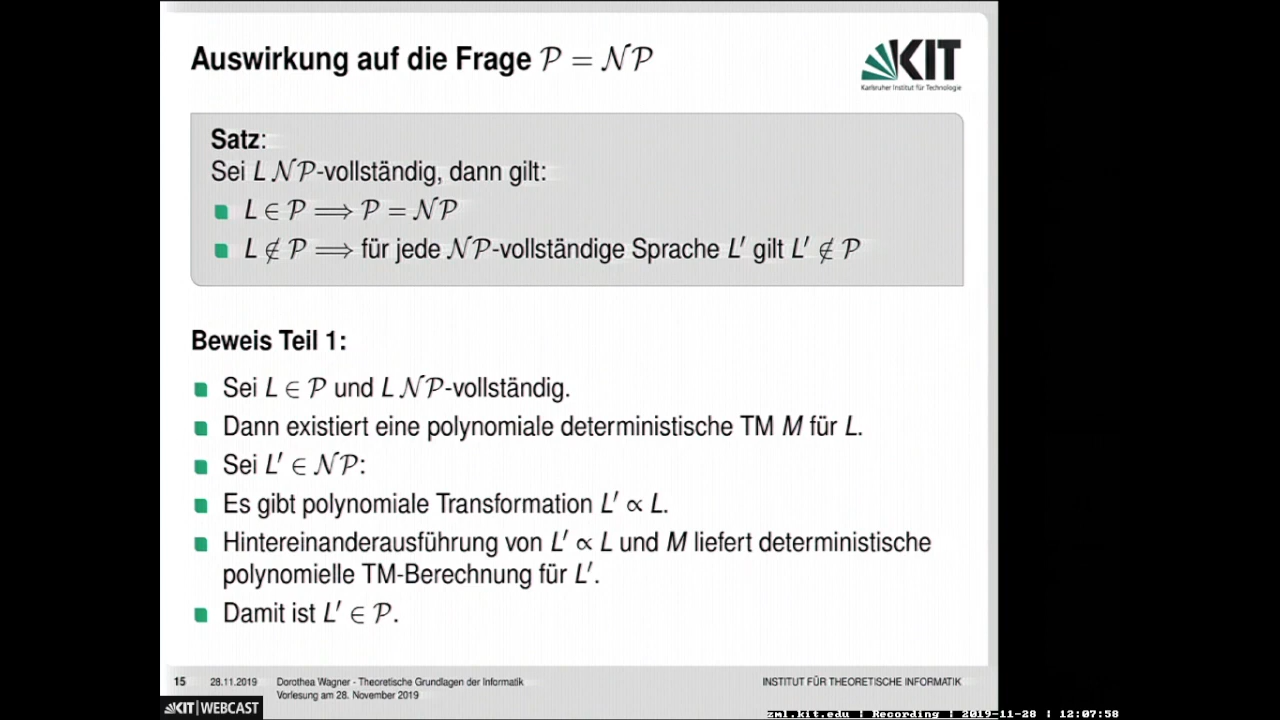 Auswirkung auf die Frage 𝒫 = 𝒩𝒫
KIT
Karlsruher Institut für Technologie
Satz:
Sei L 𝒩𝒫-vollständig, dann gilt:
L ∈ 𝒫 ⟹ 𝒫 = 𝒩𝒫
L ∉ 𝒫 ⟹ für jede 𝒩𝒫-vollständige Sprache L′ gilt L′ ∉ 𝒫
Beweis Teil 1:
Sei L ∈ 𝒫 und L 𝒩𝒫-vollständig.
Dann existiert eine polynomiale deterministische TM M für L.
Sei L′ ∈ 𝒩𝒫:
Es gibt polynomiale Transformation L′ ∝ L.
Hintereinanderausführung von L′ ∝ L und M liefert deterministische
polynomielle TM-Berechnung für L′.
Damit ist L′ ∈ 𝒫.
15 28.11.2019 Dorothea Wagner - Theoretische Grundlagen der Informatik INSTITUT FÜR THEORETISCHE INFORMATIK
Vorlesung am 28. November 2019
KIT | WEBCAST
zml.kit.edu | Recording | 2019-11-28 | 12:07:58